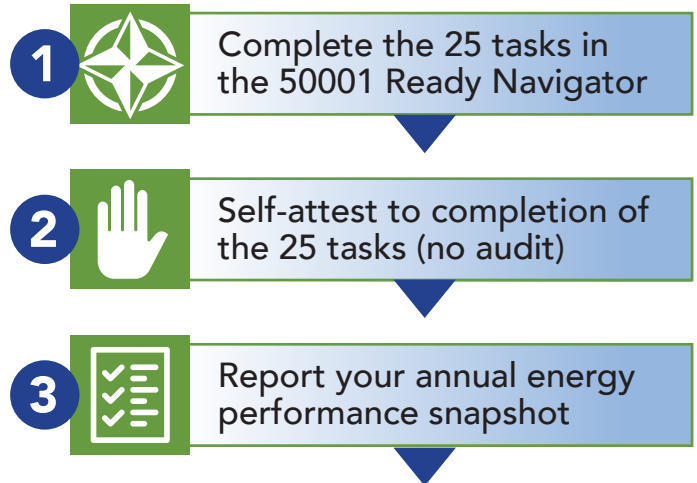 1
Complete the 25 tasks in
the 50001 Ready Navigator
2
Self-attest to completion of
the 25 tasks (no audit)
3
Report your annual energy
performance snapshot